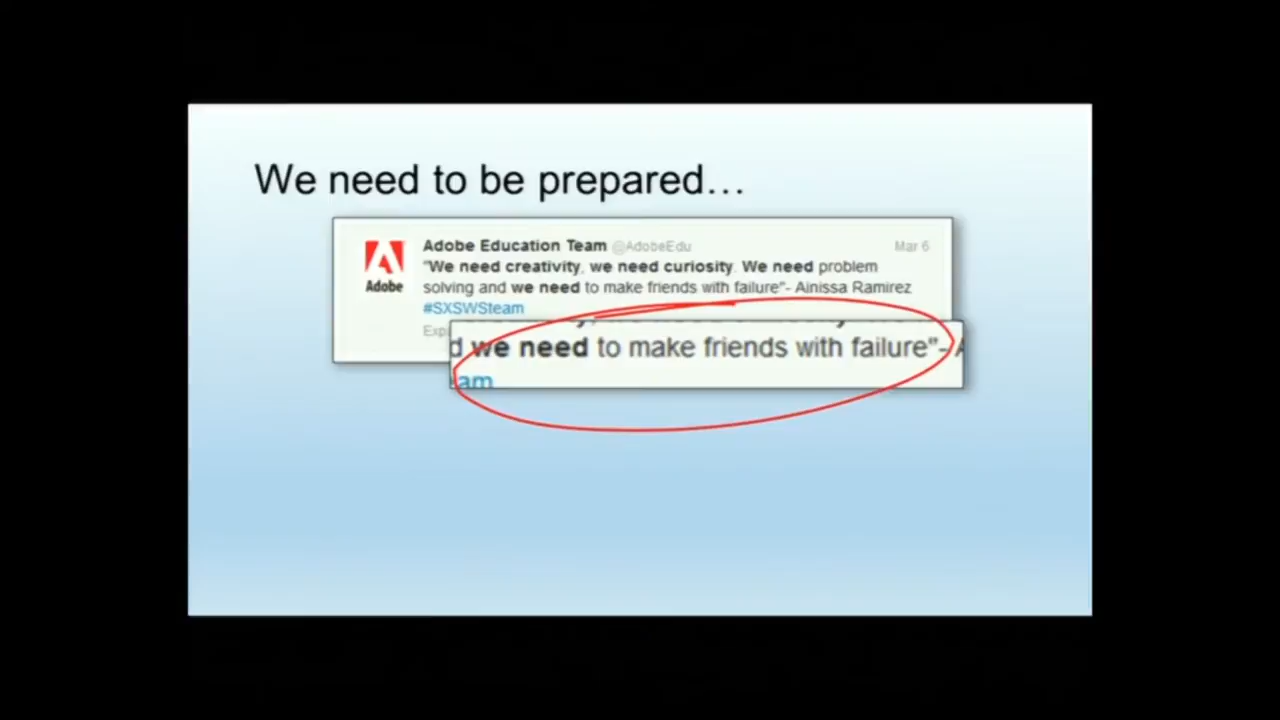 We need to be prepared…
Adobe Education Team @AdobeEdu Mar 6
Adobe
"We need creativity, we need curiosity. We need problem
solving and we need to make friends with failure"- Ainissa Ramirez
#SXSWSteam
d we need to make friends with failure"-
am